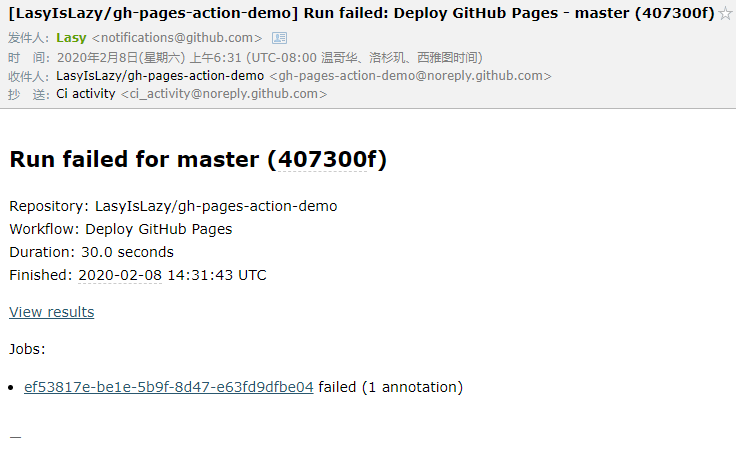 [LasyIsLazy/gh-pages-action-demo] Run failed: Deploy GitHub Pages - master (407300f)
发件人: Lasy <notifications@github.com>
时 间: 2020年2月8日(星期六) 上午6:31 (UTC-08:00 温哥华、洛杉矶、西雅图时间)
收件人: LasyIsLazy/gh-pages-action-demo <gh-pages-action-demo@noreply.github.com>
抄 送: Ci activity <ci_activity@noreply.github.com>
Run failed for master (407300f)
Repository: LasyIsLazy/gh-pages-action-demo
Workflow: Deploy GitHub Pages
Duration: 30.0 seconds
Finished: 2020-02-08 14:31:43 UTC
View results
Jobs:
• ef53817e-be1e-5b9f-8d47-e63fd9dfbe04 failed (1 annotation)
—